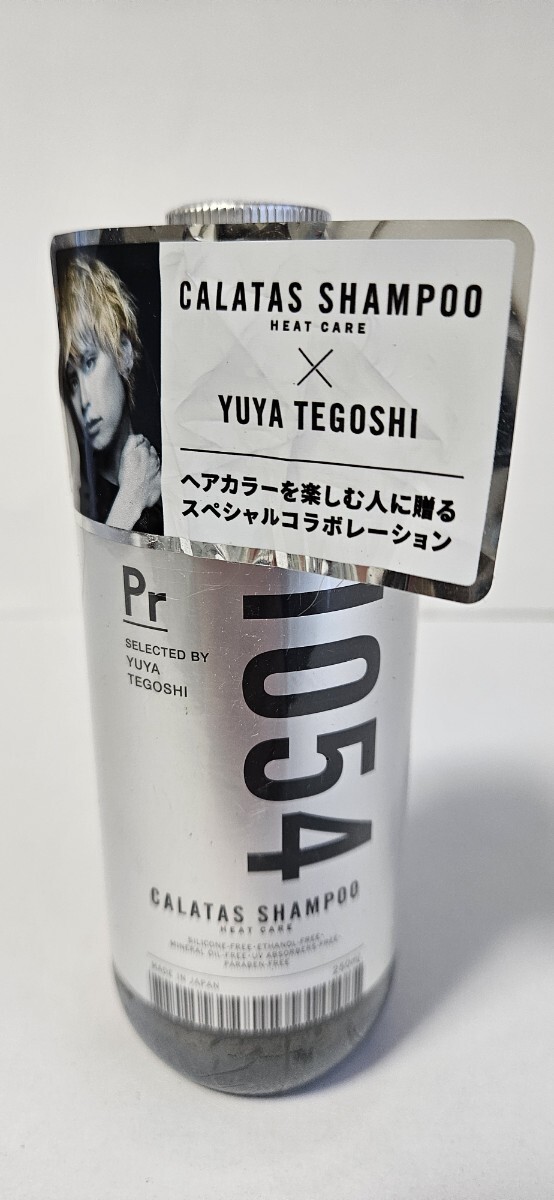 CALATAS SHAMPOO
HEAT CARE
×
YUYA TEGOSHI
ヘアカラーを楽しむ人に贈る
スペシャルコラボレーション
Pr
SELECTED BY
YUYA
TEGOSHI
1054
CALATAS SHAMPOO
HEAT CARE
SILICONE-FREE・ETHANOL-FREE・
MINERAL OIL-FREE・UV ABSORBERS-FREE・
PARABEN-FREE
MADE IN JAPAN
250mL